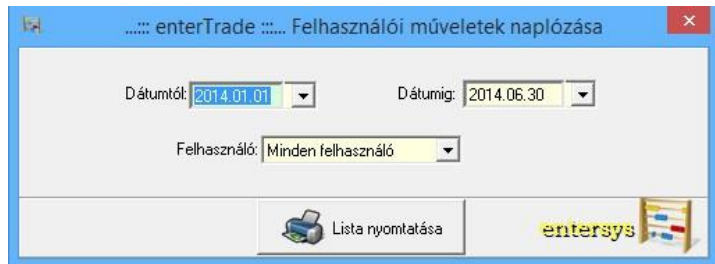 ...::: enterTrade :::... Felhasználói műveletek naplózása
Dátumtól: 2014.01.01 Dátumig: 2014.06.30
Felhasználó: Minden felhasználó
Lista nyomtatása entersys